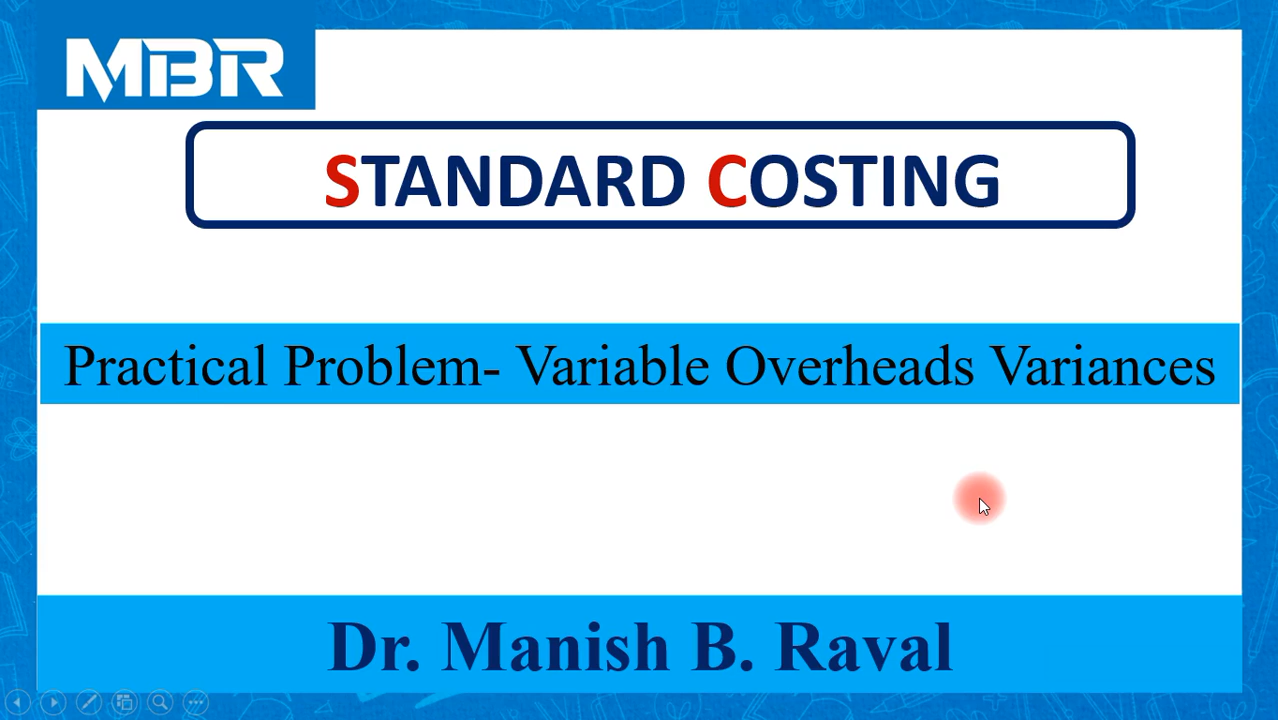 MBR
STANDARD COSTING
Practical Problem- Variable Overheads Variances
Dr. Manish B. Raval